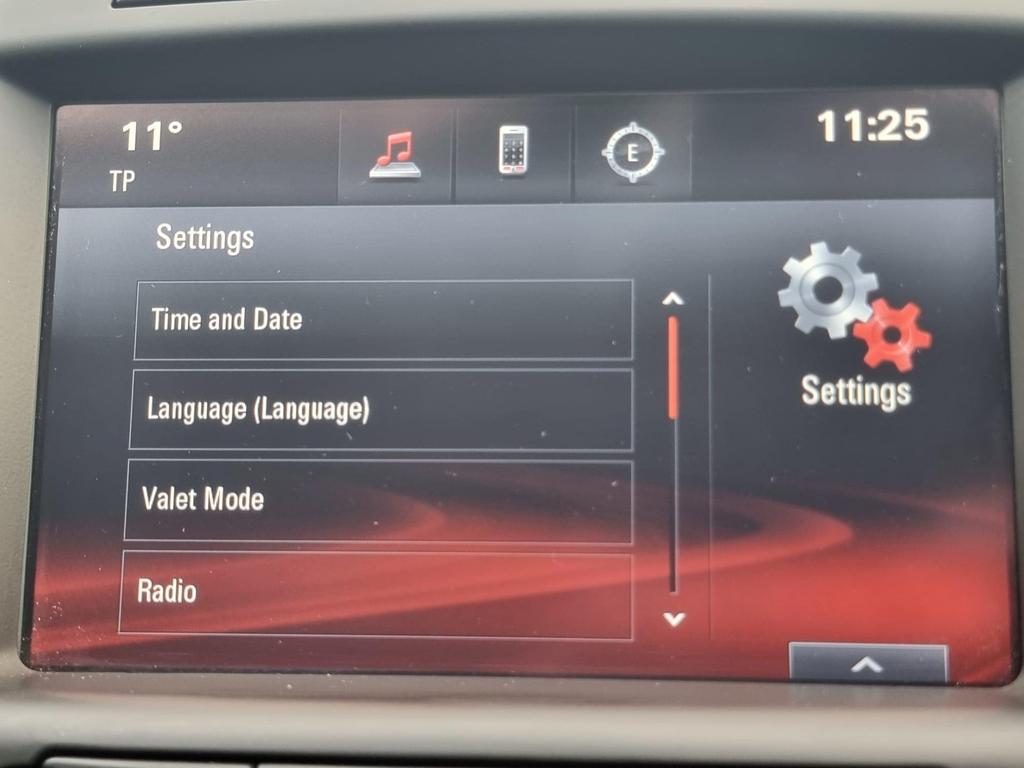 11°
11:25
TP
E
Settings
Time and Date
Language (Language)
Valet Mode
Radio
Settings